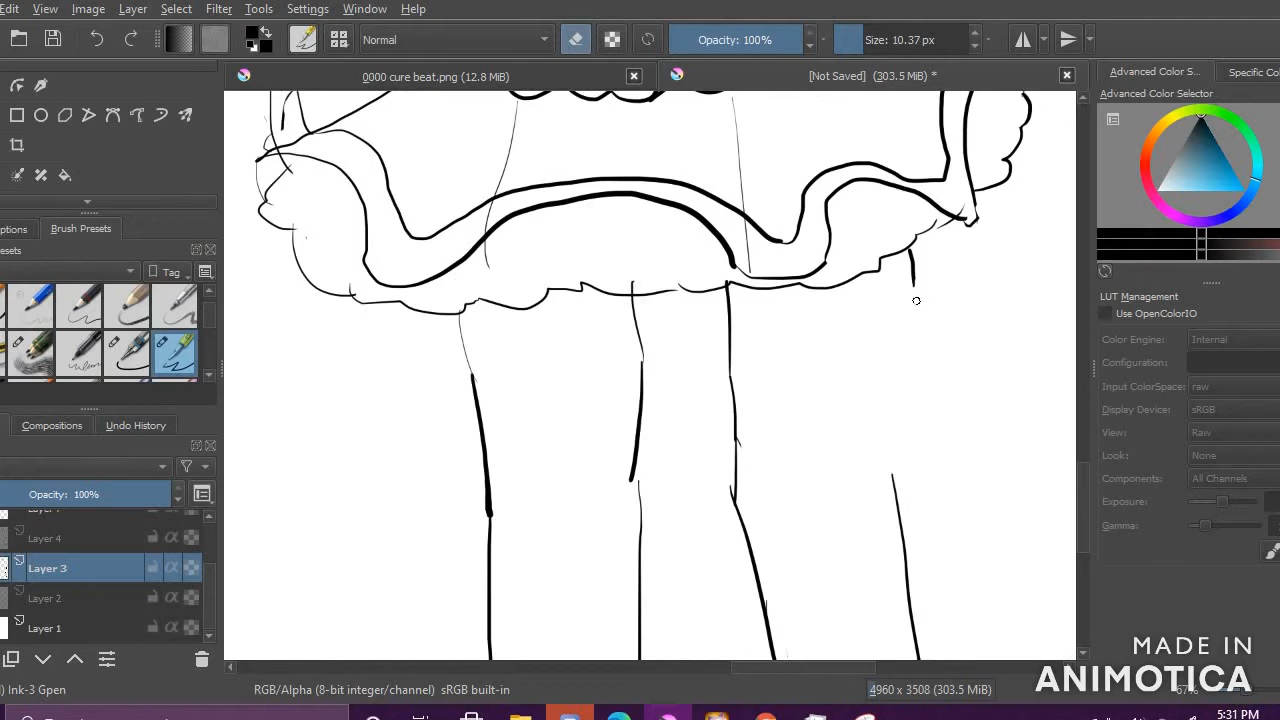 Edit View Image Layer Select Filter Tools Settings Window Help
Normal Opacity: 100% Size: 10.37 px
0000 cure beat.png (12.8 MiB) [Not Saved] (303.5 MiB) * Advanced Color S... Specific Co
Advanced Color Selector
ptions Brush Presets
esets
Tag
LUT Management
Use OpenColorIO
Color Engine: Internal
Configuration:
Input ColorSpace: raw
Display Device: sRGB
View: Raw
Look: None
Components: All Channels
Exposure:
Gamma:
Compositions Undo History
Opacity: 100%
Layer 4
Layer 3
Layer 2
Layer 1
) Ink-3 Gpen RGB/Alpha (8-bit integer/channel) sRGB built-in 4960 x 3508 (303.5 MiB) 67%
MADE IN
ANIMOTICA
5:31 PM